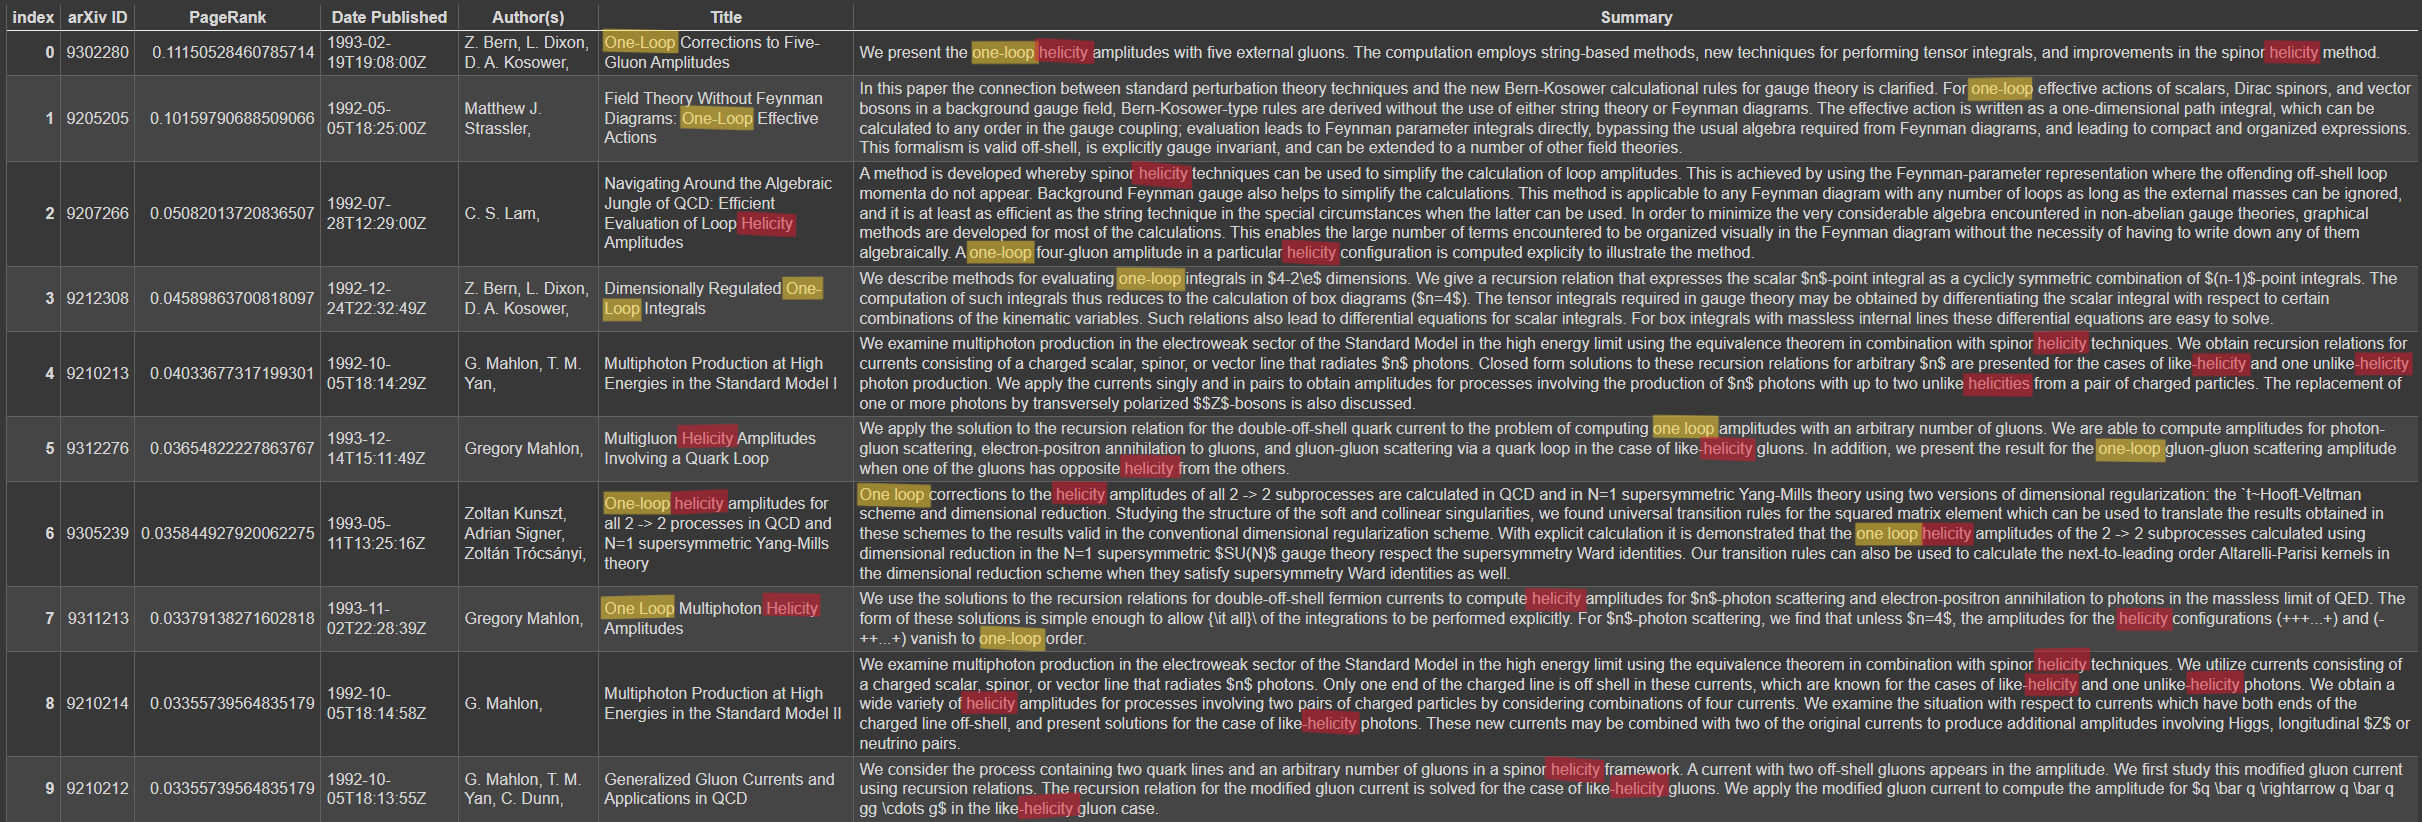 index arXiv ID PageRank Date Published Author(s) Title Summary
0 9302280 0.11150528460785714
1993-02-
19T19:08:00Z
Z. Bern, L. Dixon,
D. A. Kosower,
One-Loop Corrections to Five-
Gluon Amplitudes
We present the one-loop helicity amplitudes with five external gluons. The computation employs string-based methods, new techniques for performing tensor integrals, and improvements in the spinor helicity method.
1 9205205 0.10159790688509066
1992-05-
05T18:25:00Z
Matthew J.
Strassler,
Field Theory Without Feynman
Diagrams: One-Loop Effective
Actions
In this paper the connection between standard perturbation theory techniques and the new Bern-Kosower calculational rules for gauge theory is clarified. For one-loop effective actions of scalars, Dirac spinors, and vector
bosons in a background gauge field, Bern-Kosower-type rules are derived without the use of either string theory or Feynman diagrams. The effective action is written as a one-dimensional path integral, which can be
calculated to any order in the gauge coupling; evaluation leads to Feynman parameter integrals directly, bypassing the usual algebra required from Feynman diagrams, and leading to compact and organized expressions.
This formalism is valid off-shell, is explicitly gauge invariant, and can be extended to a number of other field theories.
2 9207266 0.05082013720836507
1992-07-
28T12:29:00Z
C. S. Lam,
Navigating Around the Algebraic
Jungle of QCD: Efficient
Evaluation of Loop Helicity
Amplitudes
A method is developed whereby spinor helicity techniques can be used to simplify the calculation of loop amplitudes. This is achieved by using the Feynman-parameter representation where the offending off-shell loop
momenta do not appear. Background Feynman gauge also helps to simplify the calculations. This method is applicable to any Feynman diagram with any number of loops as long as the external masses can be ignored,
and it is at least as efficient as the string technique in the special circumstances when the latter can be used. In order to minimize the very considerable algebra encountered in non-abelian gauge theories, graphical
methods are developed for most of the calculations. This enables the large number of terms encountered to be organized visually in the Feynman diagram without the necessity of having to write down any of them
algebraically. A one-loop four-gluon amplitude in a particular helicity configuration is computed explicity to illustrate the method.
3 9212308 0.04589863700818097
1992-12-
24T22:32:49Z
Z. Bern, L. Dixon,
D. A. Kosower,
Dimensionally Regulated One-
Loop Integrals
We describe methods for evaluating one-loop integrals in $4-2\e$ dimensions. We give a recursion relation that expresses the scalar $n$-point integral as a cyclicly symmetric combination of $(n-1)$-point integrals. The
computation of such integrals thus reduces to the calculation of box diagrams ($n=4$). The tensor integrals required in gauge theory may be obtained by differentiating the scalar integral with respect to certain
combinations of the kinematic variables. Such relations also lead to differential equations for scalar integrals. For box integrals with massless internal lines these differential equations are easy to solve.
4 9210213 0.04033677317199301
1992-10-
05T18:14:29Z
G. Mahlon, T. M.
Yan,
Multiphoton Production at High
Energies in the Standard Model I
We examine multiphoton production in the electroweak sector of the Standard Model in the high energy limit using the equivalence theorem in combination with spinor helicity techniques. We obtain recursion relations for
currents consisting of a charged scalar, spinor, or vector line that radiates $n$ photons. Closed form solutions to these recursion relations for arbitrary $n$ are presented for the cases of like-helicity and one unlike-helicity
photon production. We apply the currents singly and in pairs to obtain amplitudes for processes involving the production of $n$ photons with up to two unlike helicities from a pair of charged particles. The replacement of
one or more photons by transversely polarized $$Z$-bosons is also discussed.
5 9312276 0.03654822227863767
1993-12-
14T15:11:49Z
Gregory Mahlon,
Multigluon Helicity Amplitudes
Involving a Quark Loop
We apply the solution to the recursion relation for the double-off-shell quark current to the problem of computing one loop amplitudes with an arbitrary number of gluons. We are able to compute amplitudes for photon-
gluon scattering, electron-positron annihilation to gluons, and gluon-gluon scattering via a quark loop in the case of like-helicity gluons. In addition, we present the result for the one-loop gluon-gluon scattering amplitude
when one of the gluons has opposite helicity from the others.
6 9305239 0.035844927920062275
1993-05-
11T13:25:16Z
Zoltan Kunszt,
Adrian Signer,
Zoltán Trócsányi,
One-loop helicity amplitudes for
all 2 -> 2 processes in QCD and
N=1 supersymmetric Yang-Mills
theory
One loop corrections to the helicity amplitudes of all 2 -> 2 subprocesses are calculated in QCD and in N=1 supersymmetric Yang-Mills theory using two versions of dimensional regularization: the `t~Hooft-Veltman
scheme and dimensional reduction. Studying the structure of the soft and collinear singularities, we found universal transition rules for the squared matrix element which can be used to translate the results obtained in
these schemes to the results valid in the conventional dimensional regularization scheme. With explicit calculation it is demonstrated that the one loop helicity amplitudes of the 2 -> 2 subprocesses calculated using
dimensional reduction in the N=1 supersymmetric $SU(N)$ gauge theory respect the supersymmetry Ward identities. Our transition rules can also be used to calculate the next-to-leading order Altarelli-Parisi kernels in
the dimensional reduction scheme when they satisfy supersymmetry Ward identities as well.
7 9311213 0.03379138271602818
1993-11-
02T22:28:39Z
Gregory Mahlon,
One Loop Multiphoton Helicity
Amplitudes
We use the solutions to the recursion relations for double-off-shell fermion currents to compute helicity amplitudes for $n$-photon scattering and electron-positron annihilation to photons in the massless limit of QED. The
form of these solutions is simple enough to allow {\it all}\ of the integrations to be performed explicitly. For $n$-photon scattering, we find that unless $n=4$, the amplitudes for the helicity configurations (+++...+) and (-
++...+) vanish to one-loop order.
8 9210214 0.03355739564835179
1992-10-
05T18:14:58Z
G. Mahlon,
Multiphoton Production at High
Energies in the Standard Model II
We examine multiphoton production in the electroweak sector of the Standard Model in the high energy limit using the equivalence theorem in combination with spinor helicity techniques. We utilize currents consisting of
a charged scalar, spinor, or vector line that radiates $n$ photons. Only one end of the charged line is off shell in these currents, which are known for the cases of like-helicity and one unlike-helicity photons. We obtain a
wide variety of helicity amplitudes for processes involving two pairs of charged particles by considering combinations of four currents. We examine the situation with respect to currents which have both ends of the
charged line off-shell, and present solutions for the case of like-helicity photons. These new currents may be combined with two of the original currents to produce additional amplitudes involving Higgs, longitudinal $Z$ or
neutrino pairs.
9 9210212 0.03355739564835179
1992-10-
05T18:13:55Z
G. Mahlon, T. M.
Yan, C. Dunn,
Generalized Gluon Currents and
Applications in QCD
We consider the process containing two quark lines and an arbitrary number of gluons in a spinor helicity framework. A current with two off-shell gluons appears in the amplitude. We first study this modified gluon current
using recursion relations. The recursion relation for the modified gluon current is solved for the case of like-helicity gluons. We apply the modified gluon current to compute the amplitude for $q \bar q \rightarrow q \bar q
gg \cdots g$ in the like-helicity gluon case.